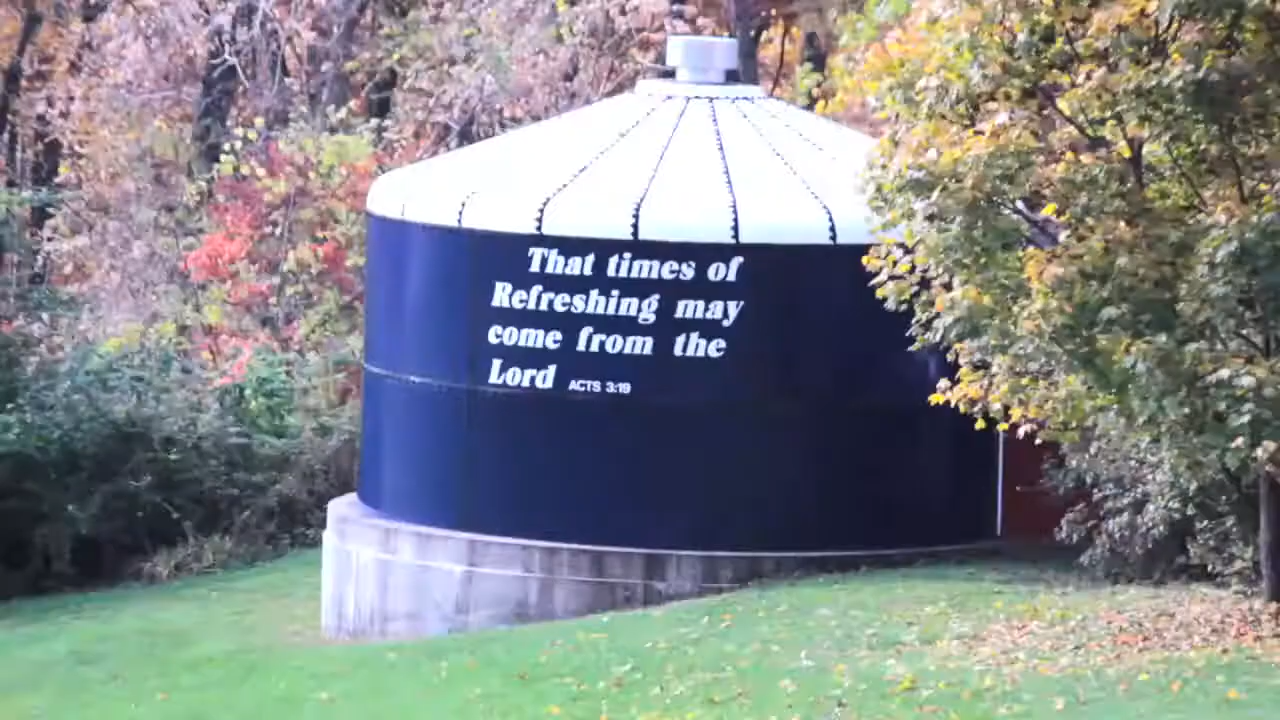 That times of
Refreshing may
come from the
Lord ACTS 3:19